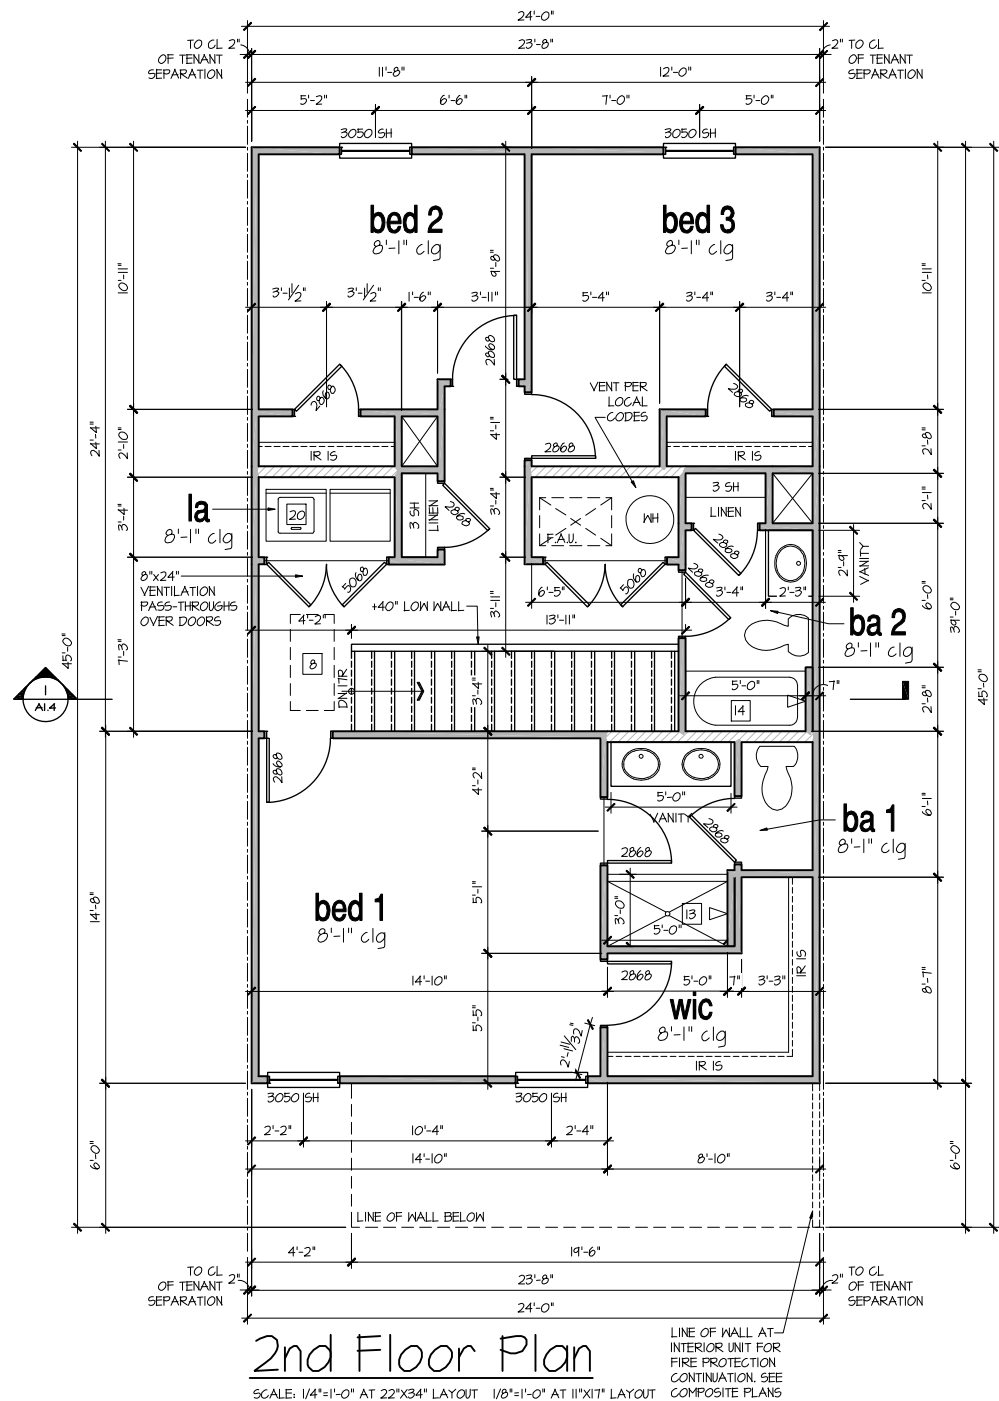 24'-0"
TO CL 2"
OF TENANT
SEPARATION
23'-8"
2" TO CL
OF TENANT
SEPARATION
11'-8"
12'-0"
5'-2"
6'-6"
7'-0"
5'-0"
3050 SH
3050 SH
bed 2
8'-1" clg
bed 3
8'-1" clg
9'-8"
10'-11"
10'-11"
3'-1½"
3'-1½"
1'-6"
3'-11"
5'-4"
3'-4"
3'-4"
2868
2868
2868
VENT PER
LOCAL
CODES
24'-4"
2'-10"
4'-1"
2868
2'-8"
1R 1S
1R 1S
la
8'-1" clg
20
3 SH
LINEN
2868
3'-4"
3'-4"
F.A.U.
WH
3 SH
LINEN
2868
2'-1"
2'-9"
VANITY
8"x24"
VENTILATION
PASS-THROUGHS
OVER DOORS
5068
5068
2868
+40" LOW WALL
6'-5"
3'-4"
2'-3"
6'-0"
39'-0"
4'-2"
13'-11"
3'-11"
ba 2
8'-1" clg
7'-3"
45'-0"
8
DN 17R
3'-4"
5'-0"
7"
14
2'-8"
45'-0"
1
A1.4
2868
4'-2"
5'-0"
VANITY
2868
2868
ba 1
8'-1" clg
6'-1"
14'-8"
bed 1
8'-1" clg
5'-1"
3'-0"
13
5'-0"
1R 1S
2868
14'-10"
5'-0"
7"
3'-3"
8'-7"
wic
8'-1" clg
5'-5"
2'-11/32"
1R 1S
3050 SH
3050 SH
2'-2"
10'-4"
2'-4"
14'-10"
8'-10"
6'-0"
6'-0"
LINE OF WALL BELOW
4'-2"
19'-6"
TO CL
OF TENANT 2"
SEPARATION
23'-8"
2" TO CL
OF TENANT
SEPARATION
24'-0"
2nd Floor Plan
SCALE: 1/4"=1'-0" AT 22"X34" LAYOUT 1/8"=1'-0" AT 11"X17" LAYOUT
LINE OF WALL AT
INTERIOR UNIT FOR
FIRE PROTECTION
CONTINUATION. SEE
COMPOSITE PLANS